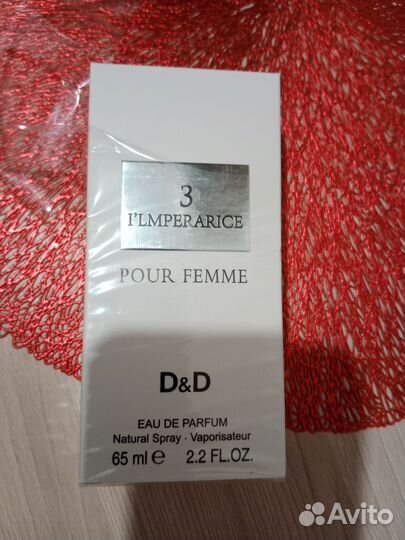 3
I'LMPERARICE
POUR FEMME
D&D
EAU DE PARFUM
Natural Spray · Vaporisateur
65 ml e 2.2 FL.OZ.
Avito